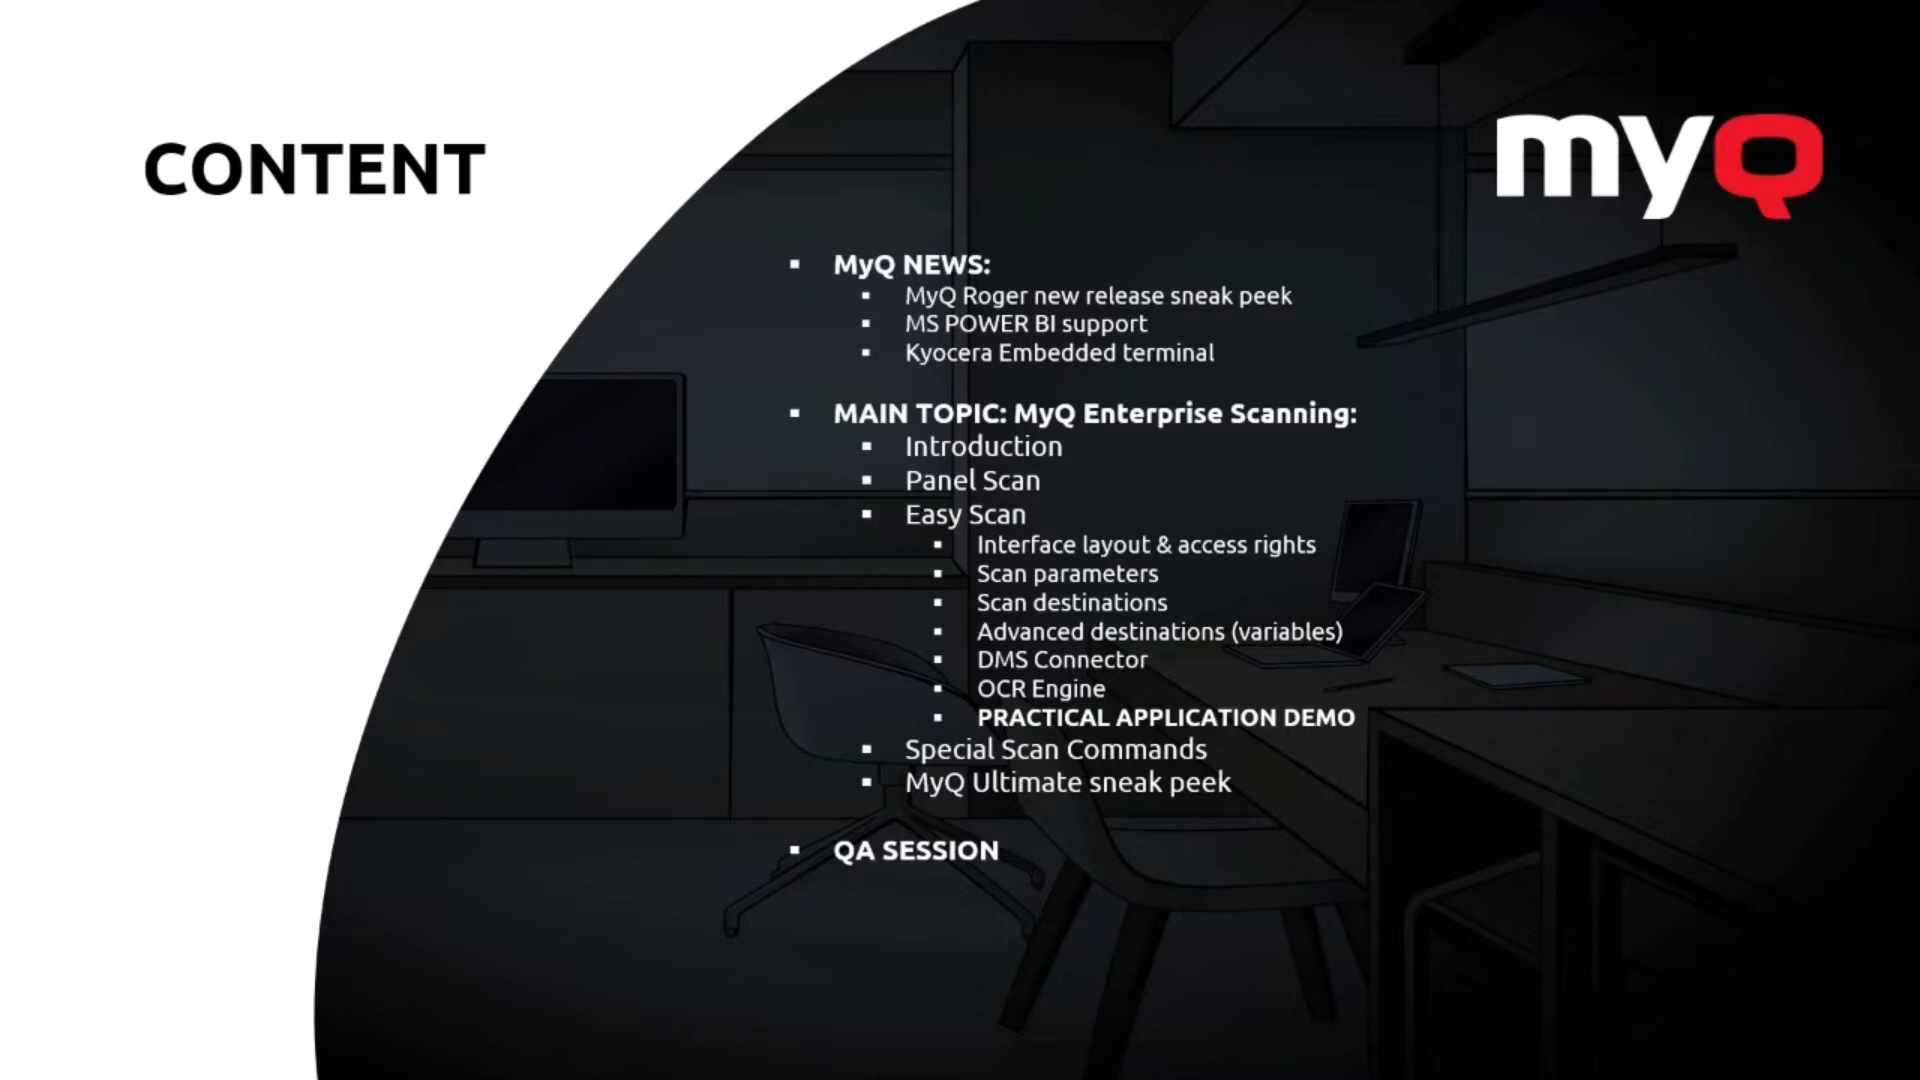 CONTENT
myQ
▪ MyQ NEWS:
▪ MyQ Roger new release sneak peek
▪ MS POWER BI support
▪ Kyocera Embedded terminal
▪ MAIN TOPIC: MyQ Enterprise Scanning:
▪ Introduction
▪ Panel Scan
▪ Easy Scan
▪ Interface layout & access rights
▪ Scan parameters
▪ Scan destinations
▪ Advanced destinations (variables)
▪ DMS Connector
▪ OCR Engine
▪ PRACTICAL APPLICATION DEMO
▪ Special Scan Commands
▪ MyQ Ultimate sneak peek
▪ QA SESSION